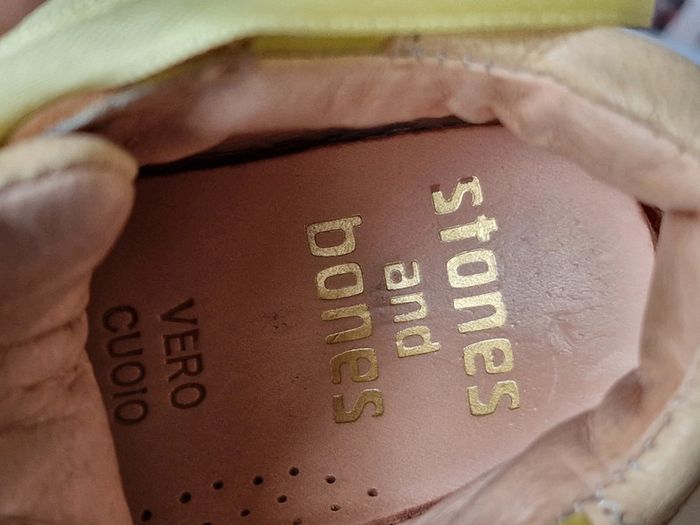 stones
and
bones
VERO
CUOIO